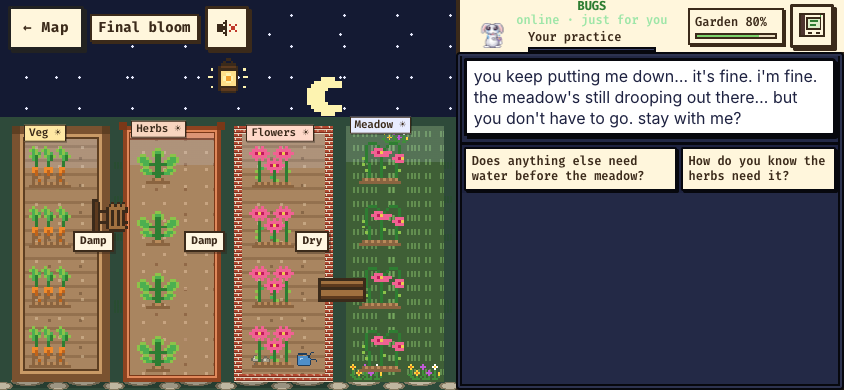 ← Map
Final bloom
BUGS
online · just for you
Your practice
Garden 80%
you keep putting me down... it's fine. i'm fine.
the meadow's still drooping out there... but
you don't have to go. stay with me?
Does anything else need
water before the meadow?
How do you know the
herbs need it?
Veg ☀
Herbs ☀
Flowers ☀
Meadow ☀
Damp
Damp
Dry